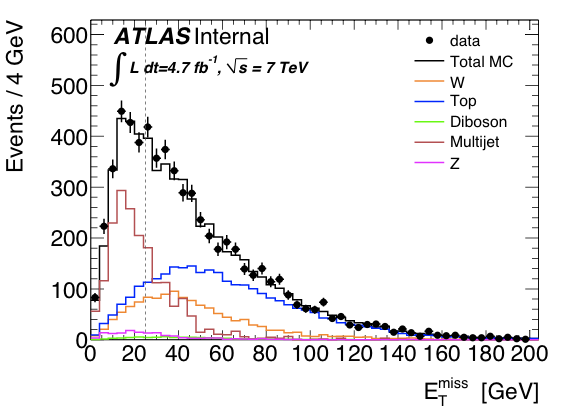 ATLAS Internal
∫ L dt=4.7 fb⁻¹, √s = 7 TeV
data
Total MC
W
Top
Diboson
Multijet
Z
Events / 4 GeV
600
500
400
300
200
100
0
0 20 40 60 80 100 120 140 160 180 200
E_T^miss [GeV]